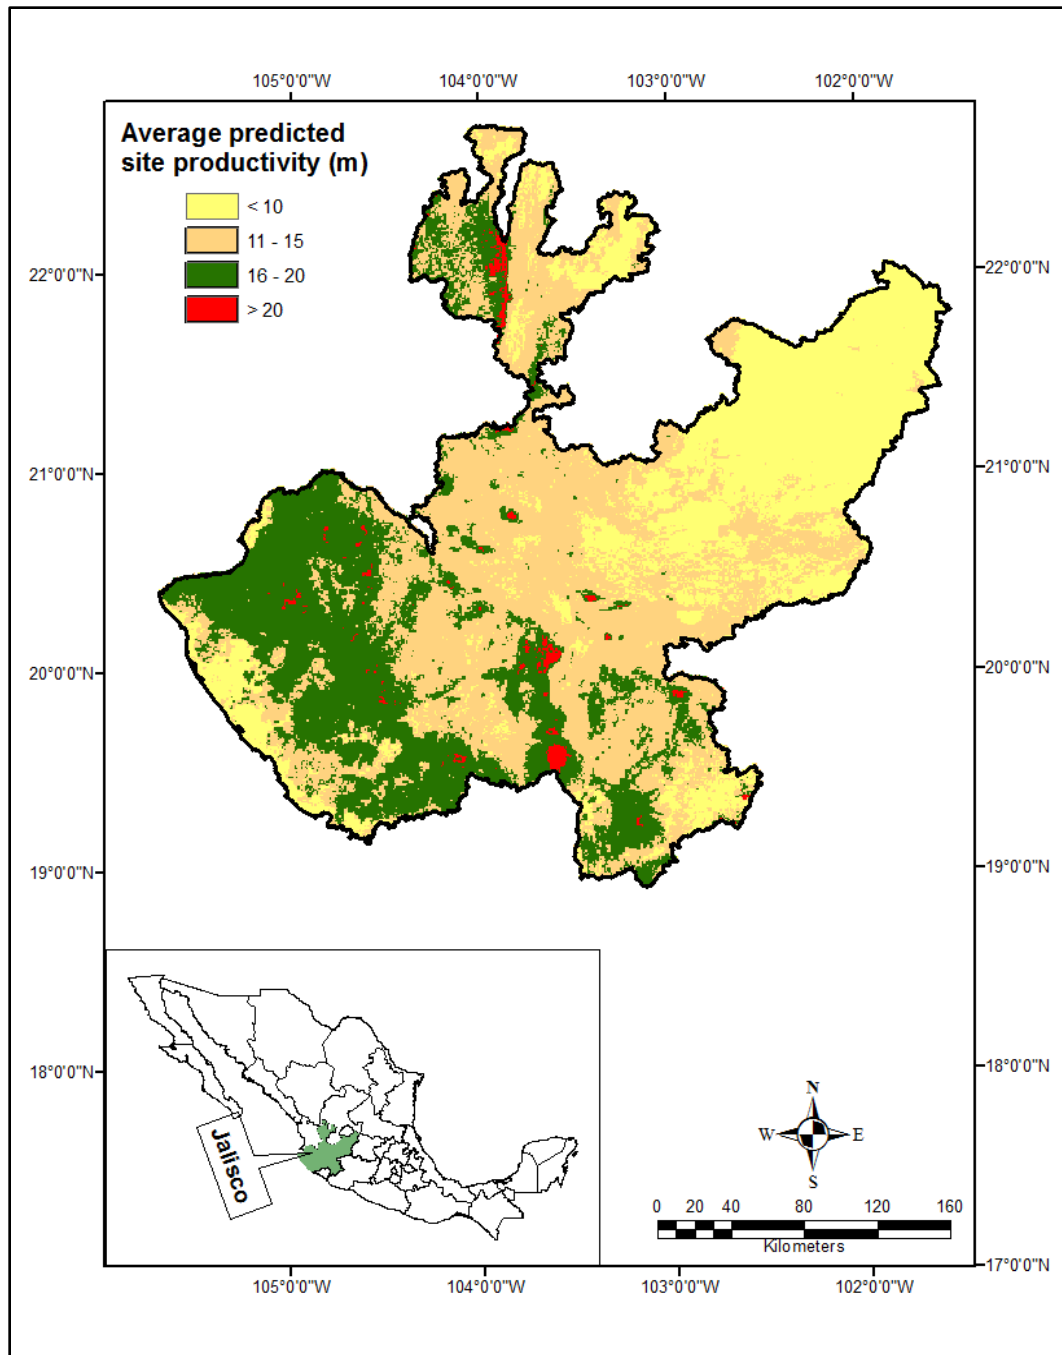 105°0'0"W 104°0'0"W 103°0'0"W 102°0'0"W
Average predicted
site productivity (m)
< 10
11 - 15
16 - 20
> 20
22°0'0"N 22°0'0"N
21°0'0"N 21°0'0"N
20°0'0"N 20°0'0"N
19°0'0"N 19°0'0"N
18°0'0"N 18°0'0"N
Jalisco
N
W E
S
0 20 40 80 120 160
Kilometers
17°0'0"N
105°0'0"W 104°0'0"W 103°0'0"W 102°0'0"W